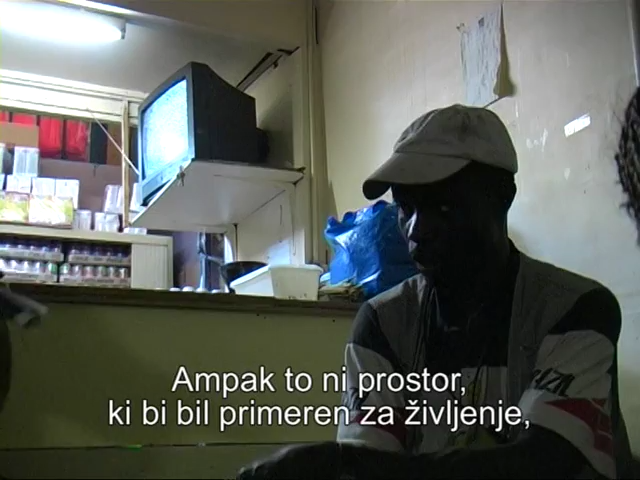 Ampak to ni prostor,
ki bi bil primeren za življenje,